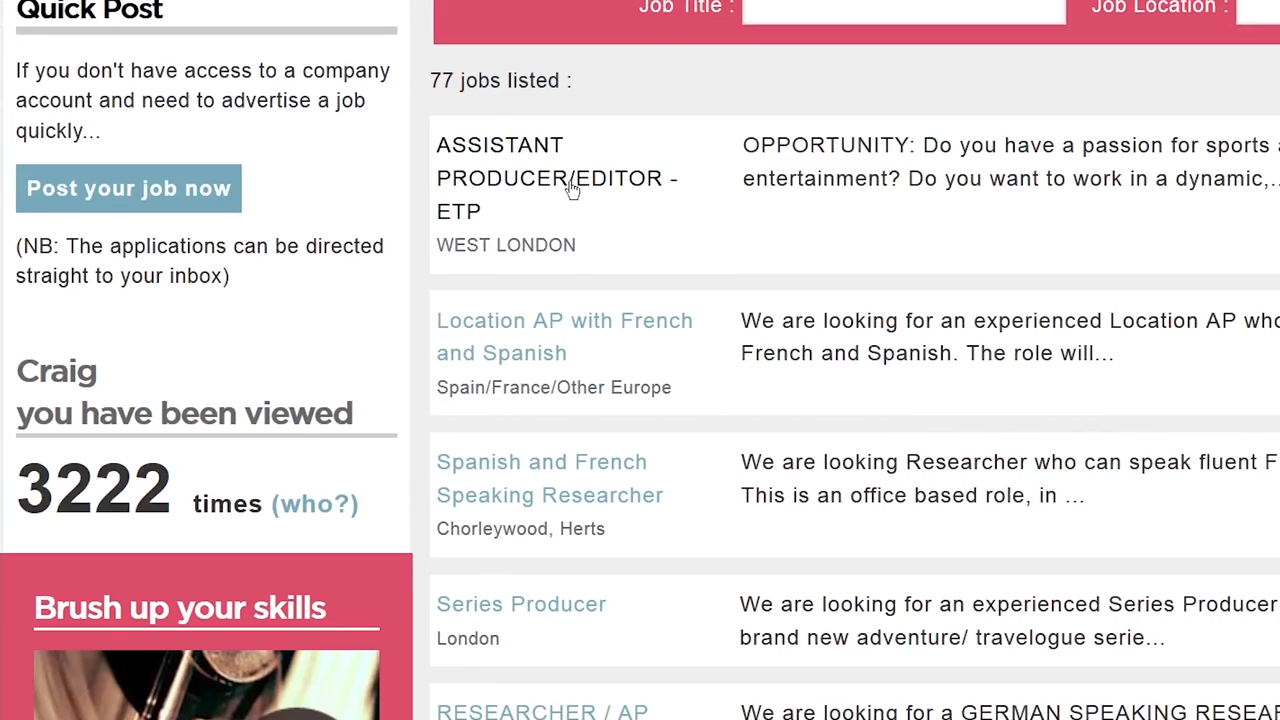 Quick Post
If you don't have access to a company
account and need to advertise a job
quickly...
Post your job now
(NB: The applications can be directed
straight to your inbox)
Craig
you have been viewed
3222 times (who?)
Brush up your skills
Job Title :
Job Location :
77 jobs listed :
ASSISTANT
PRODUCER/EDITOR -
ETP
WEST LONDON
OPPORTUNITY: Do you have a passion for sports
entertainment? Do you want to work in a dynamic,..
Location AP with French
and Spanish
Spain/France/Other Europe
We are looking for an experienced Location AP who
French and Spanish. The role will...
Spanish and French
Speaking Researcher
Chorleywood, Herts
We are looking Researcher who can speak fluent F
This is an office based role, in ...
Series Producer
London
We are looking for an experienced Series Producer
brand new adventure/ travelogue serie...
RESEARCHER / AP
We are looking for a GERMAN SPEAKING RESEAR